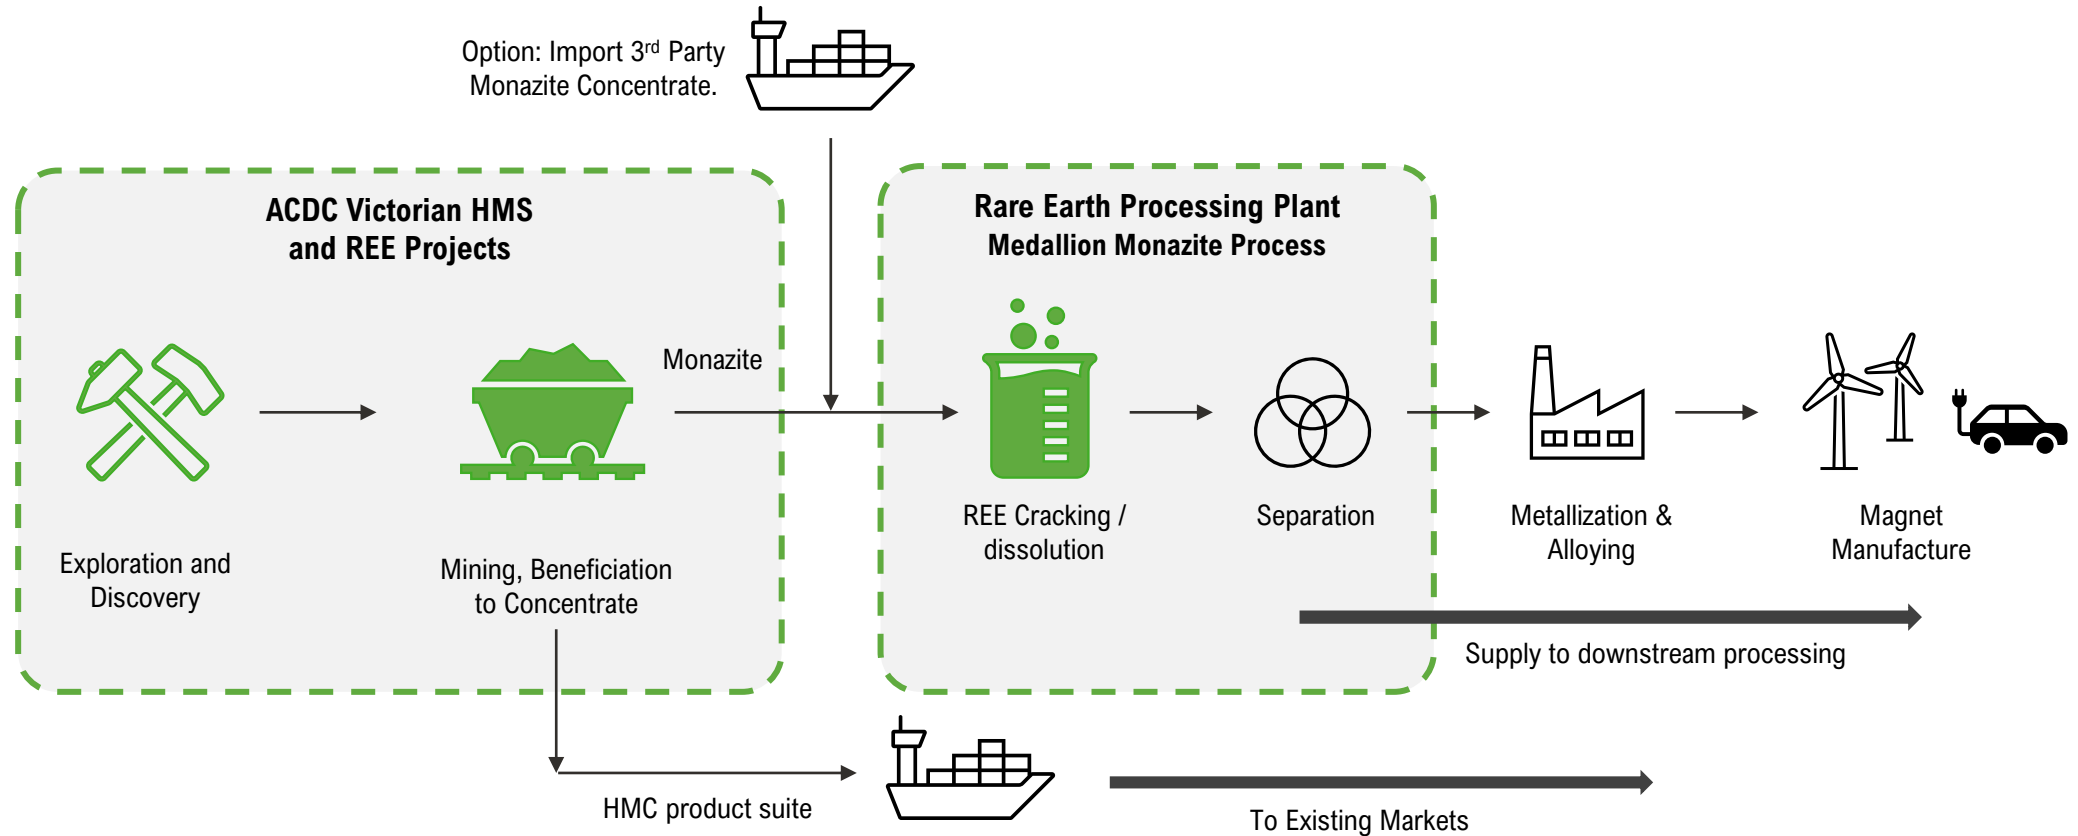 Option: Import 3rd Party
Monazite Concentrate.
ACDC Victorian HMS
and REE Projects
Rare Earth Processing Plant
Medallion Monazite Process
Monazite
Exploration and
Discovery
Mining, Beneficiation
to Concentrate
REE Cracking /
dissolution
Separation
Metallization &
Alloying
Magnet
Manufacture
Supply to downstream processing
HMC product suite
To Existing Markets